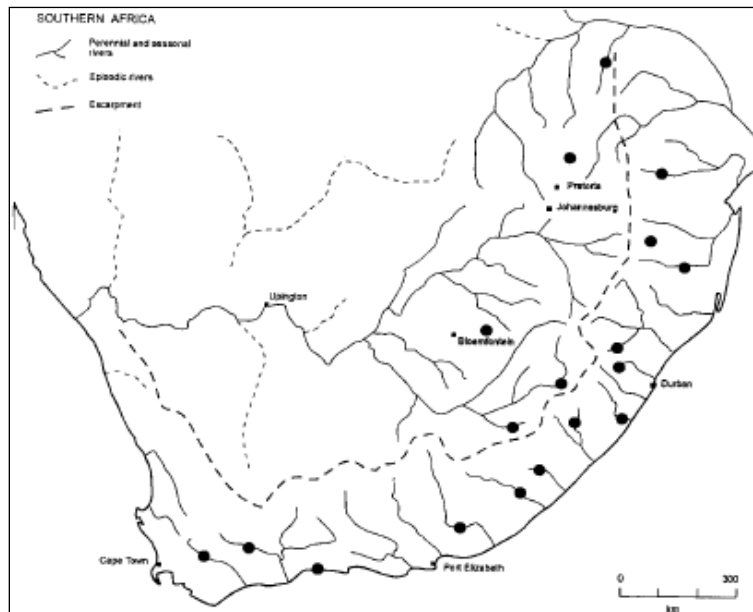 SOUTHERN AFRICA
Perennial and seasonal
rivers
Episodic rivers
Escarpment
Pretoria
Johannesburg
Upington
Bloemfontein
Durban
Cape Town
Port Elizabeth
0 300
km